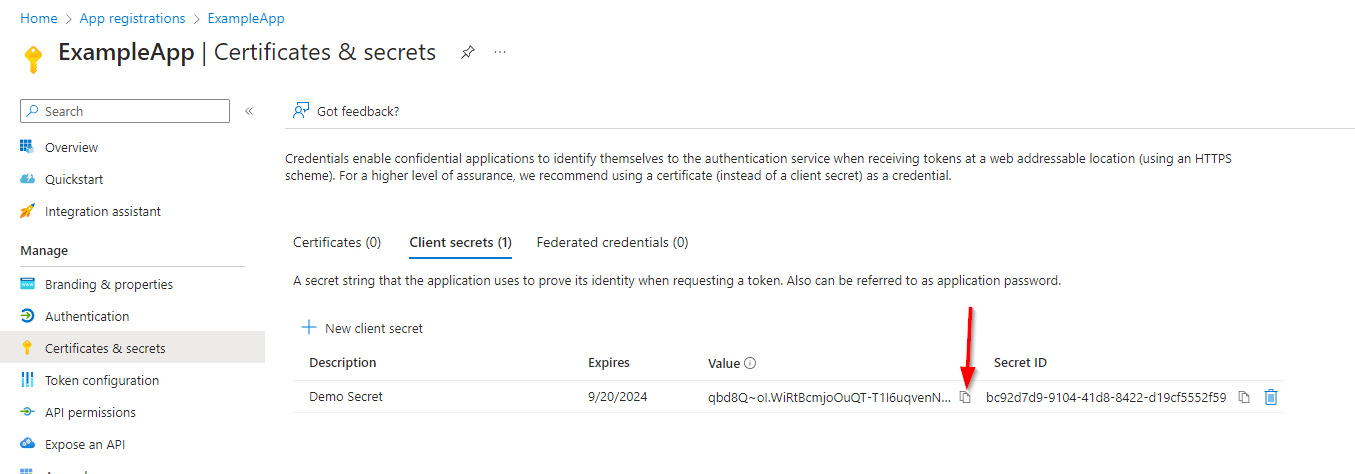 Home > App registrations > ExampleApp
ExampleApp | Certificates & secrets
Search
Overview
Quickstart
Integration assistant
Manage
Branding & properties
Authentication
Certificates & secrets
Token configuration
API permissions
Expose an API
Got feedback?
Credentials enable confidential applications to identify themselves to the authentication service when receiving tokens at a web addressable location (using an HTTPS
scheme). For a higher level of assurance, we recommend using a certificate (instead of a client secret) as a credential.
Certificates (0) Client secrets (1) Federated credentials (0)
A secret string that the application uses to prove its identity when requesting a token. Also can be referred to as application password.
New client secret
Description Expires Value Secret ID
Demo Secret 9/20/2024 qbd8Q~oI.WiRtBcmjoOuQT-T1I6uqvenN... bc92d7d9-9104-41d8-8422-d19cf5552f59